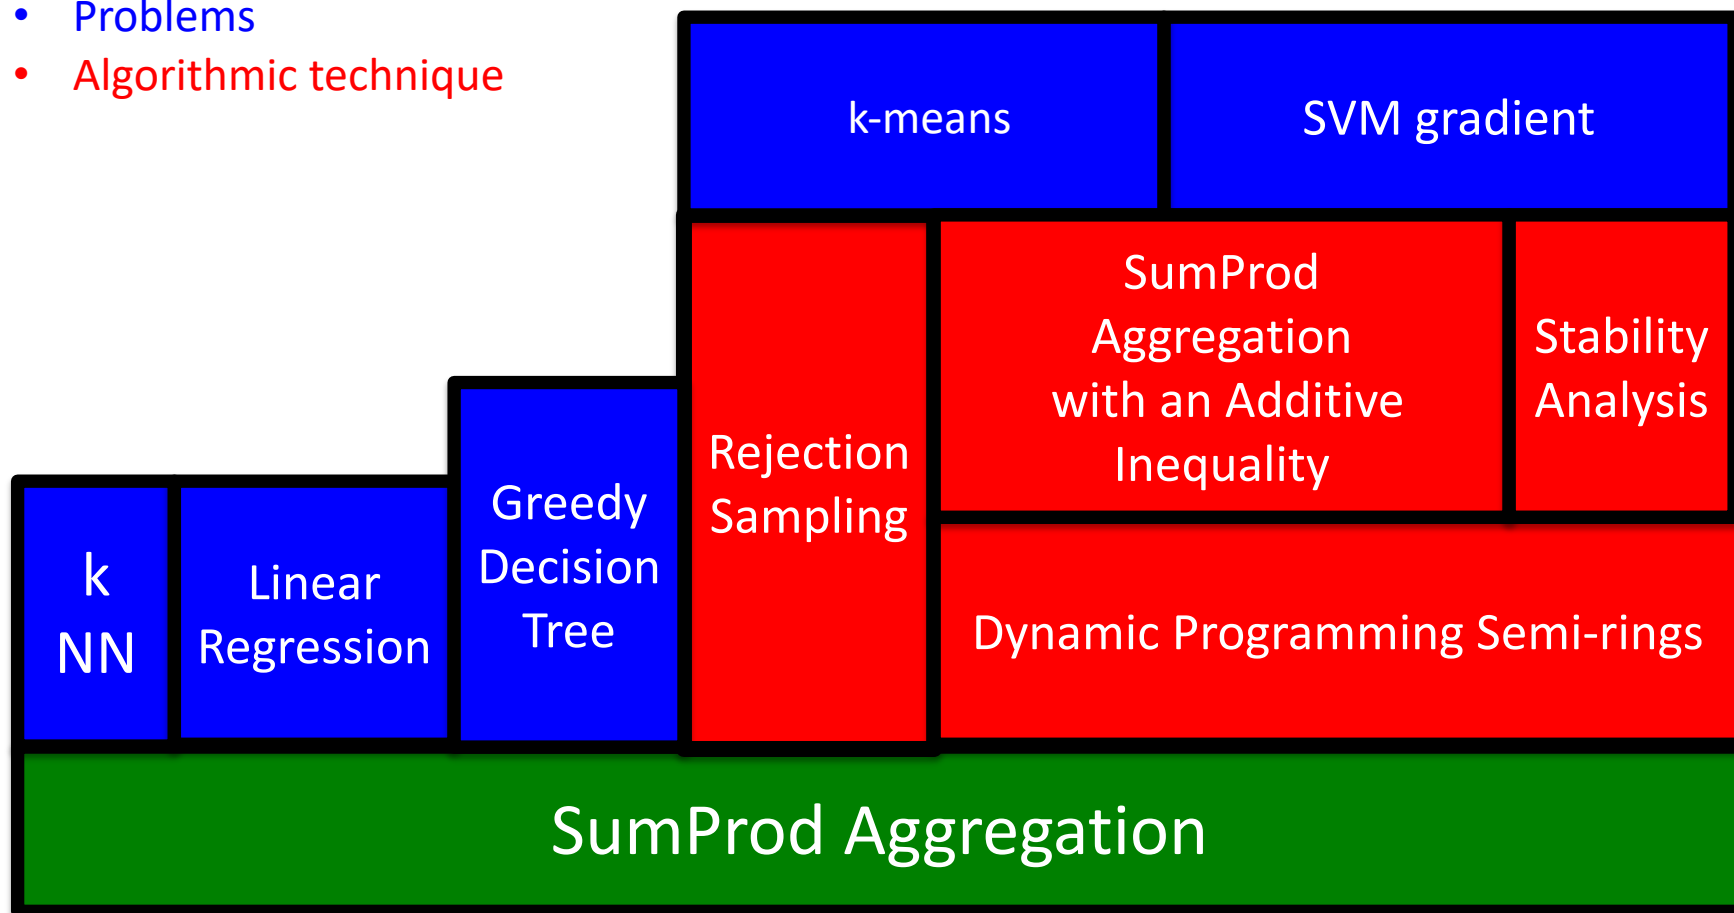 • Problems
• Algorithmic technique
k-means
SVM gradient
SumProd
Aggregation
with an Additive
Inequality
Stability
Analysis
Rejection
Sampling
Greedy
Decision
Tree
k
NN
Linear
Regression
Dynamic Programming Semi-rings
SumProd Aggregation